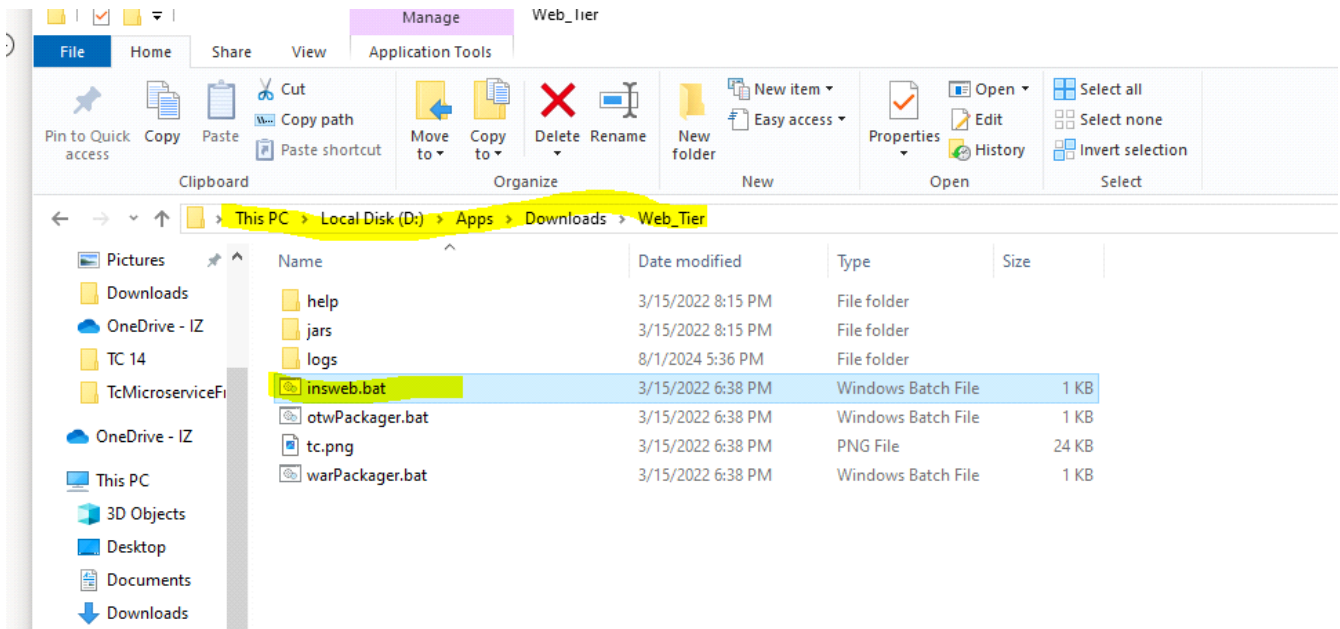 Manage Web_Tier
File Home Share View Application Tools
Pin to Quick access
Copy
Paste
Cut
Copy path
Paste shortcut
Move to
Copy to
Delete
Rename
New folder
New item
Easy access
Properties
Open
Edit
History
Select all
Select none
Invert selection
Clipboard Organize New Open Select
This PC > Local Disk (D:) > Apps > Downloads > Web_Tier
Name Date modified Type Size
help 3/15/2022 8:15 PM File folder
jars 3/15/2022 8:15 PM File folder
logs 8/1/2024 5:36 PM File folder
insweb.bat 3/15/2022 6:38 PM Windows Batch File 1 KB
otwPackager.bat 3/15/2022 6:38 PM Windows Batch File 1 KB
tc.png 3/15/2022 6:38 PM PNG File 24 KB
warPackager.bat 3/15/2022 6:38 PM Windows Batch File 1 KB
Pictures
Downloads
OneDrive - IZ
TC 14
TcMicroserviceFr
OneDrive - IZ
This PC
3D Objects
Desktop
Documents
Downloads